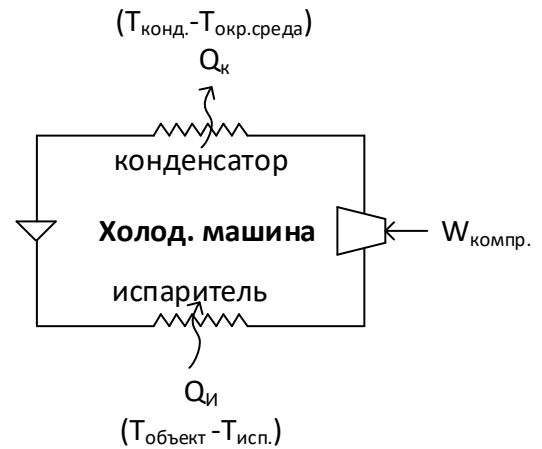 (Tконд.-Tокр.среда)
Qк
конденсатор
Холод. машина
Wкомпр.
испаритель
QИ
(Tобъект -Tисп.)